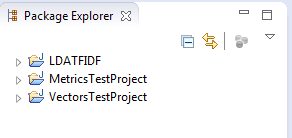 Package Explorer
LDATFIDF
MetricsTestProject
VectorsTestProject